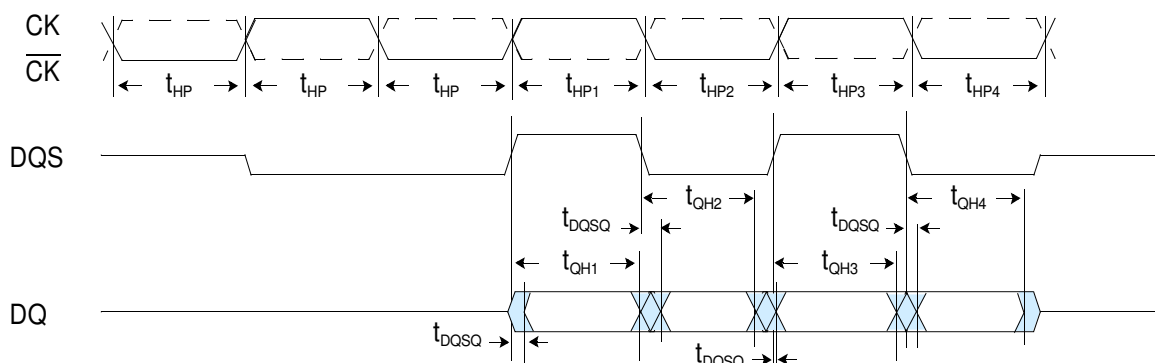 CK
CK
tHP tHP tHP tHP1 tHP2 tHP3 tHP4
DQS
tQH2 tQH4
tDQSQ tDQSQ
tQH1 tQH3
DQ
tDQSQ tDQSQ